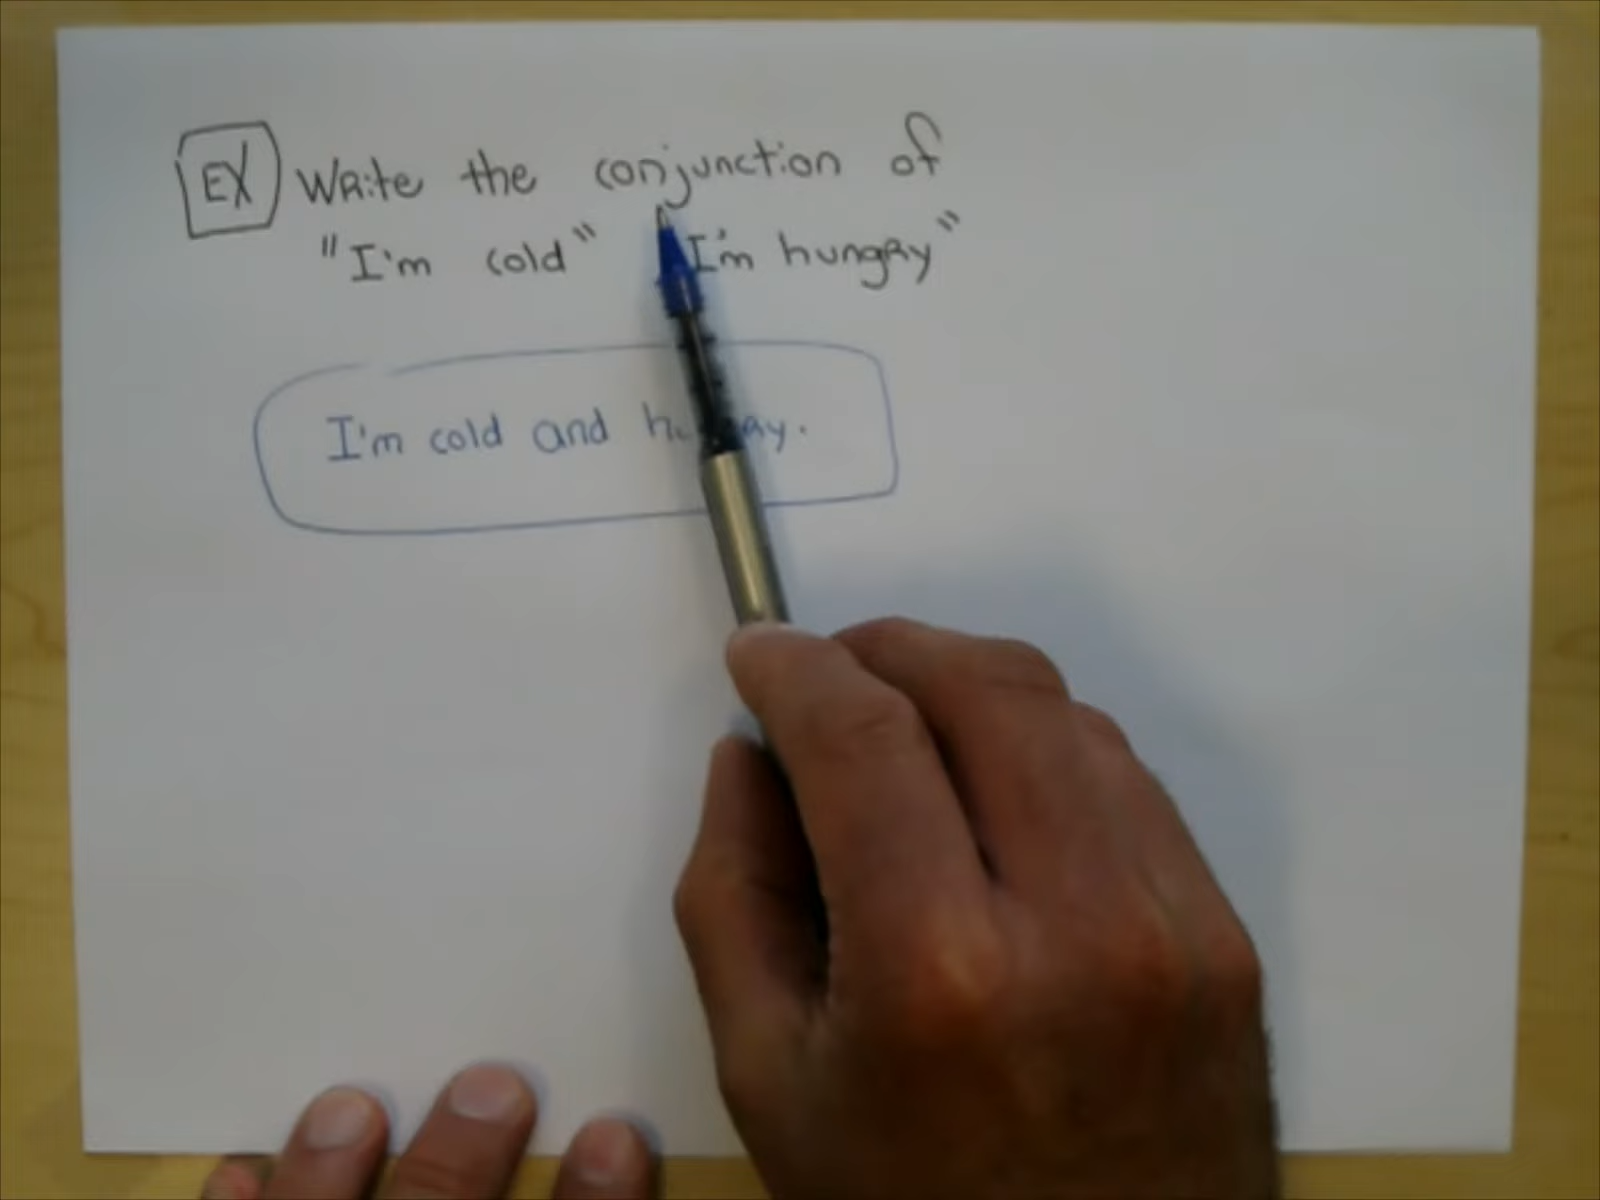 EX Write the conjunction of
"I'm cold" I'm hungry"
I'm cold and